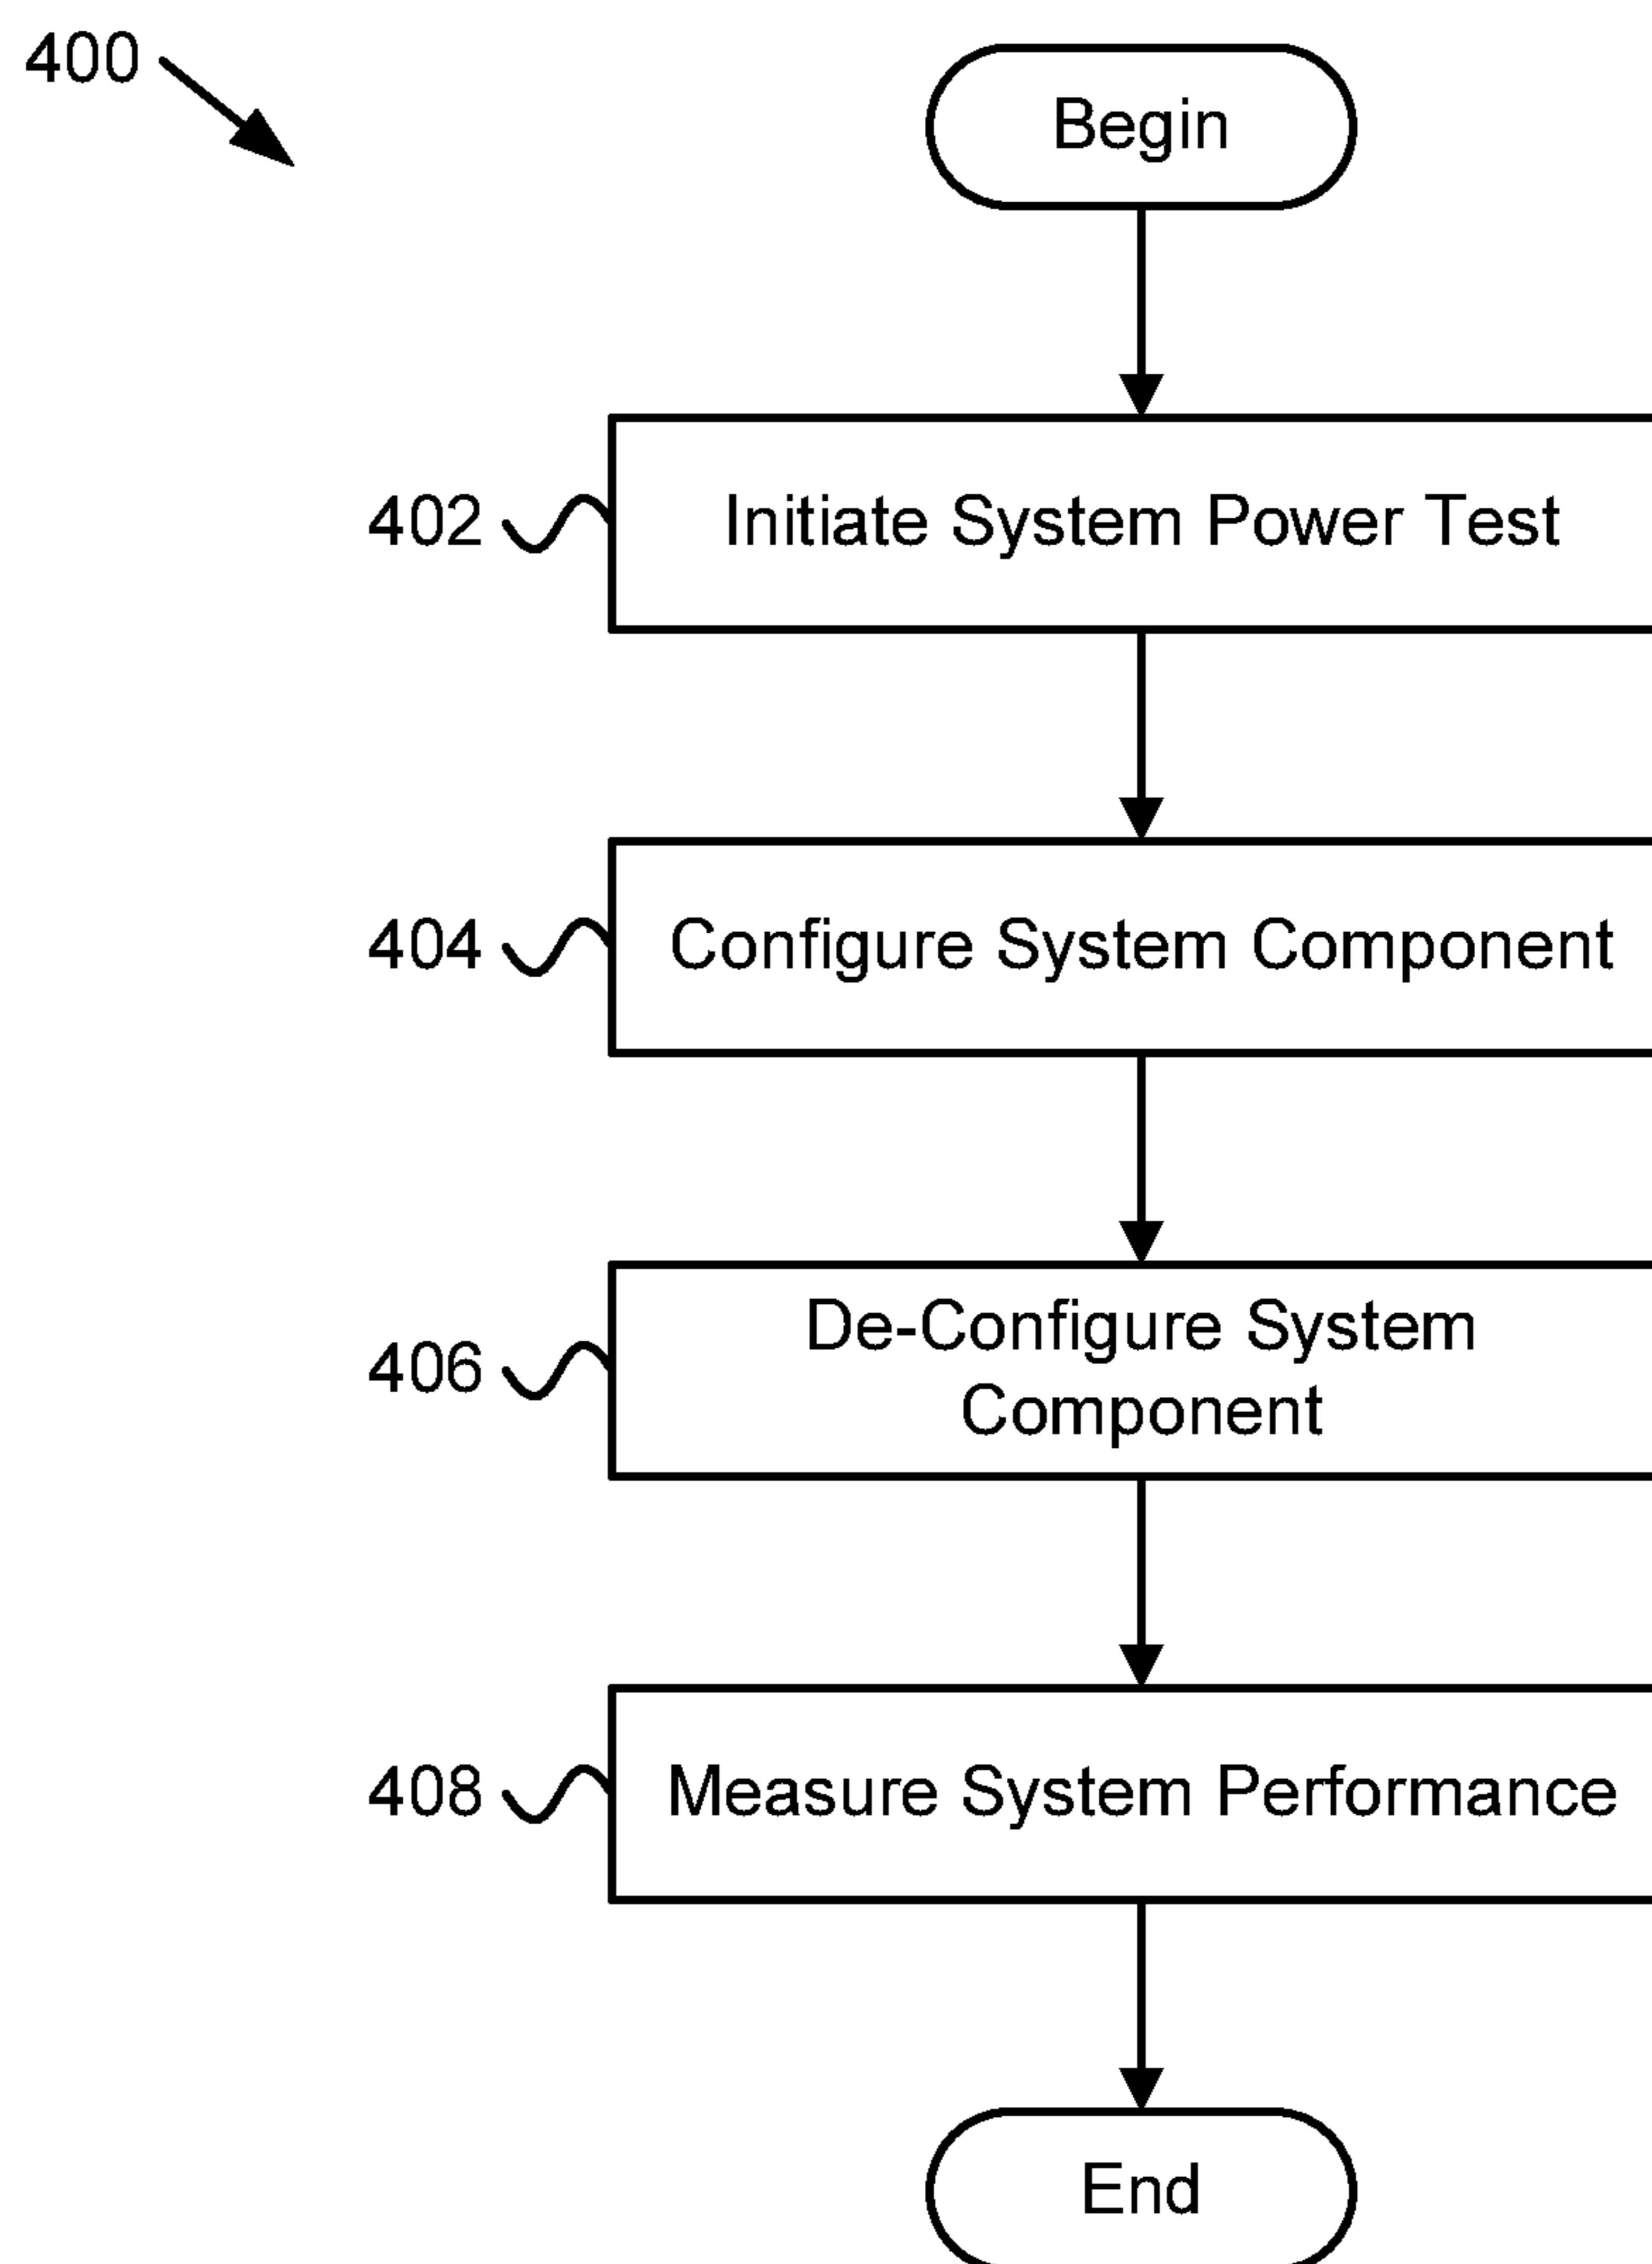 400
Begin
402
Initiate System Power Test
404
Configure System Component
406
De-Configure System
Component
408
Measure System Performance
End